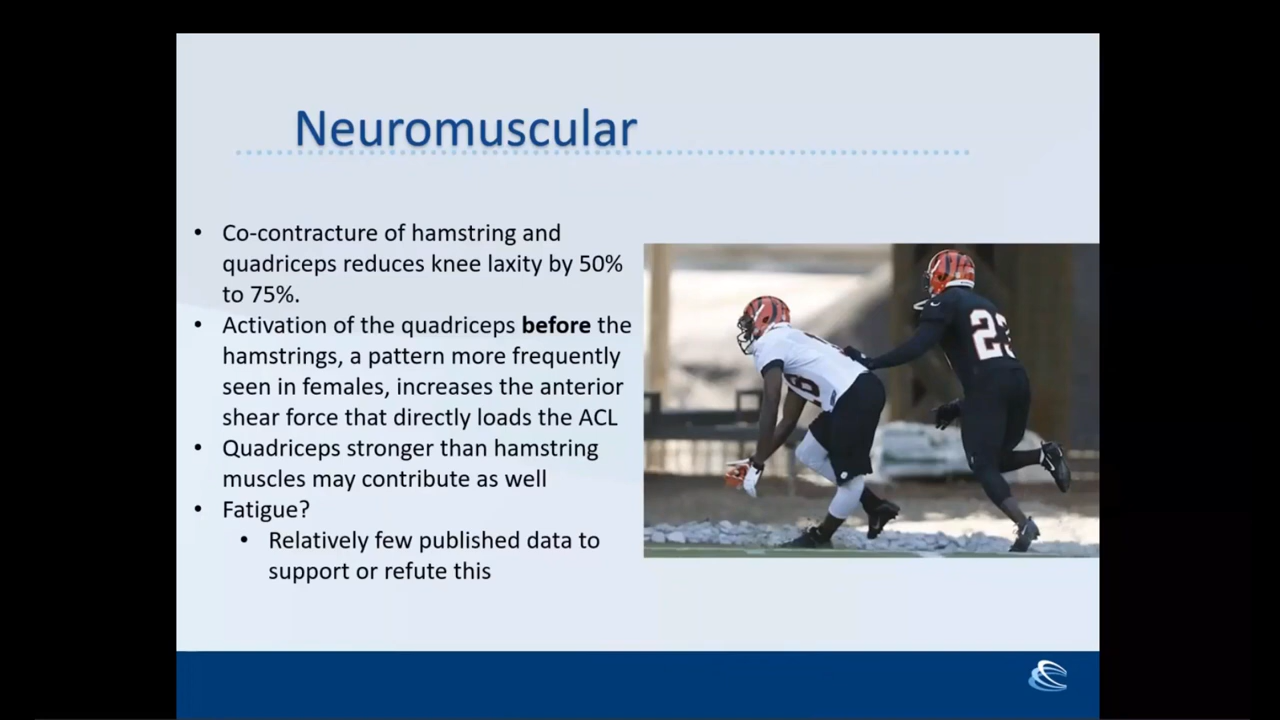 Neuromuscular
• Co-contracture of hamstring and
quadriceps reduces knee laxity by 50%
to 75%.
• Activation of the quadriceps before the
hamstrings, a pattern more frequently
seen in females, increases the anterior
shear force that directly loads the ACL
• Quadriceps stronger than hamstring
muscles may contribute as well
• Fatigue?
• Relatively few published data to
support or refute this